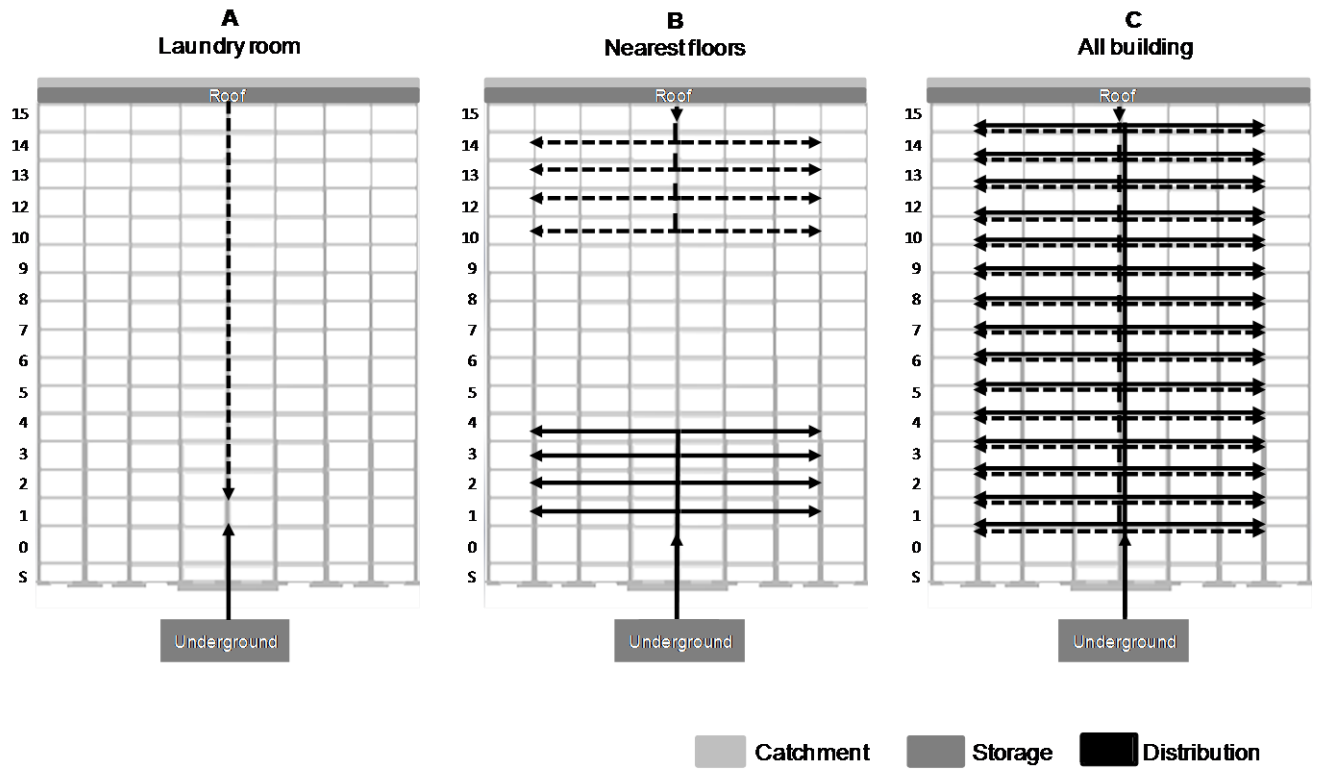 A
Laundry room
B
Nearest floors
C
All building
Roof
Roof
Roof
15
14
13
12
10
9
8
7
6
5
4
3
2
1
0
S
15
14
13
12
10
9
8
7
6
5
4
3
2
1
0
S
15
14
13
12
10
9
8
7
6
5
4
3
2
1
0
S
Underground
Underground
Underground
Catchment
Storage
Distribution